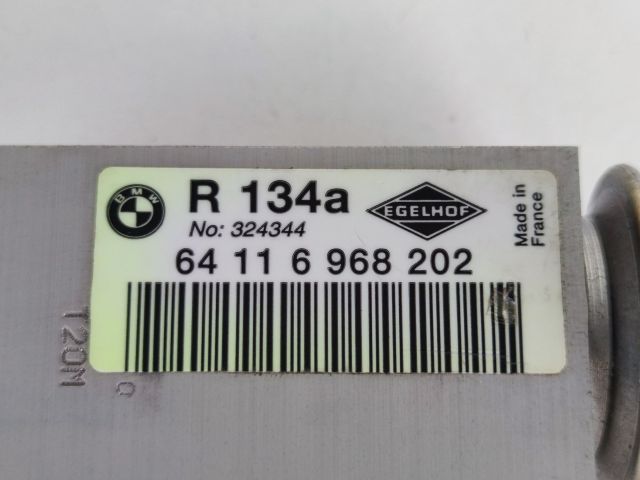 BMW
R 134a
EGELHOF
Made in
France
No: 324344
64 11 6 968 202
T20M